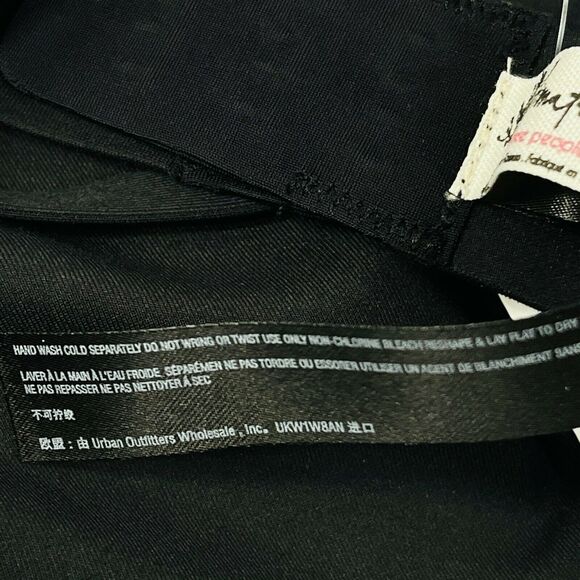 people
Fabriqué en
HAND WASH COLD SEPARATELY DO NOT WRING OR TWIST USE ONLY NON-CHLORINE BLEACH RESHAPE & LAY FLAT TO DRY
LAVER À LA MAIN À L'EAU FROIDE. SÉPARÉMEN NE PAS TORDRE OU ESSORER UTILISER UN AGENT DE BLANCHIMENT SANS
NE PAS REPASSER NE PAS NETTOYER À SEC
不可拧绞
欧盟：由 Urban Outfitters Wholesale , Inc。 UKW1W8AN 进口